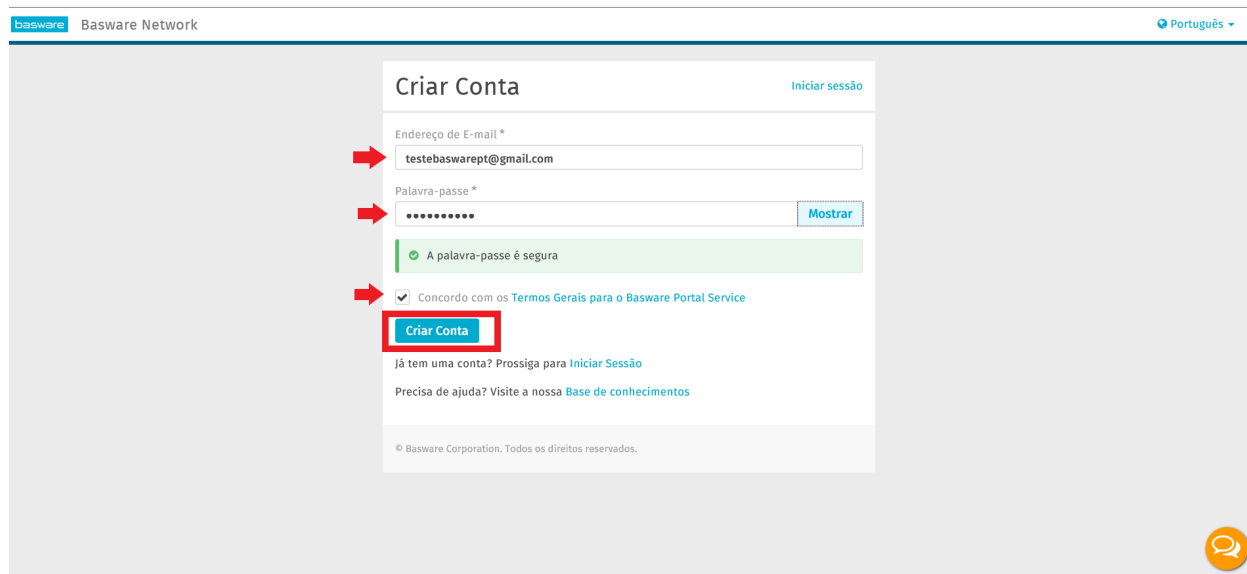 basware Basware Network
Português
Criar Conta
Iniciar sessão
Endereço de E-mail *
testebaswarept@gmail.com
Palavra-passe *
••••••••••
Mostrar
A palavra-passe é segura
Concordo com os Termos Gerais para o Basware Portal Service
Criar Conta
Já tem uma conta? Prossiga para Iniciar Sessão
Precisa de ajuda? Visite a nossa Base de conhecimentos
© Basware Corporation. Todos os direitos reservados.